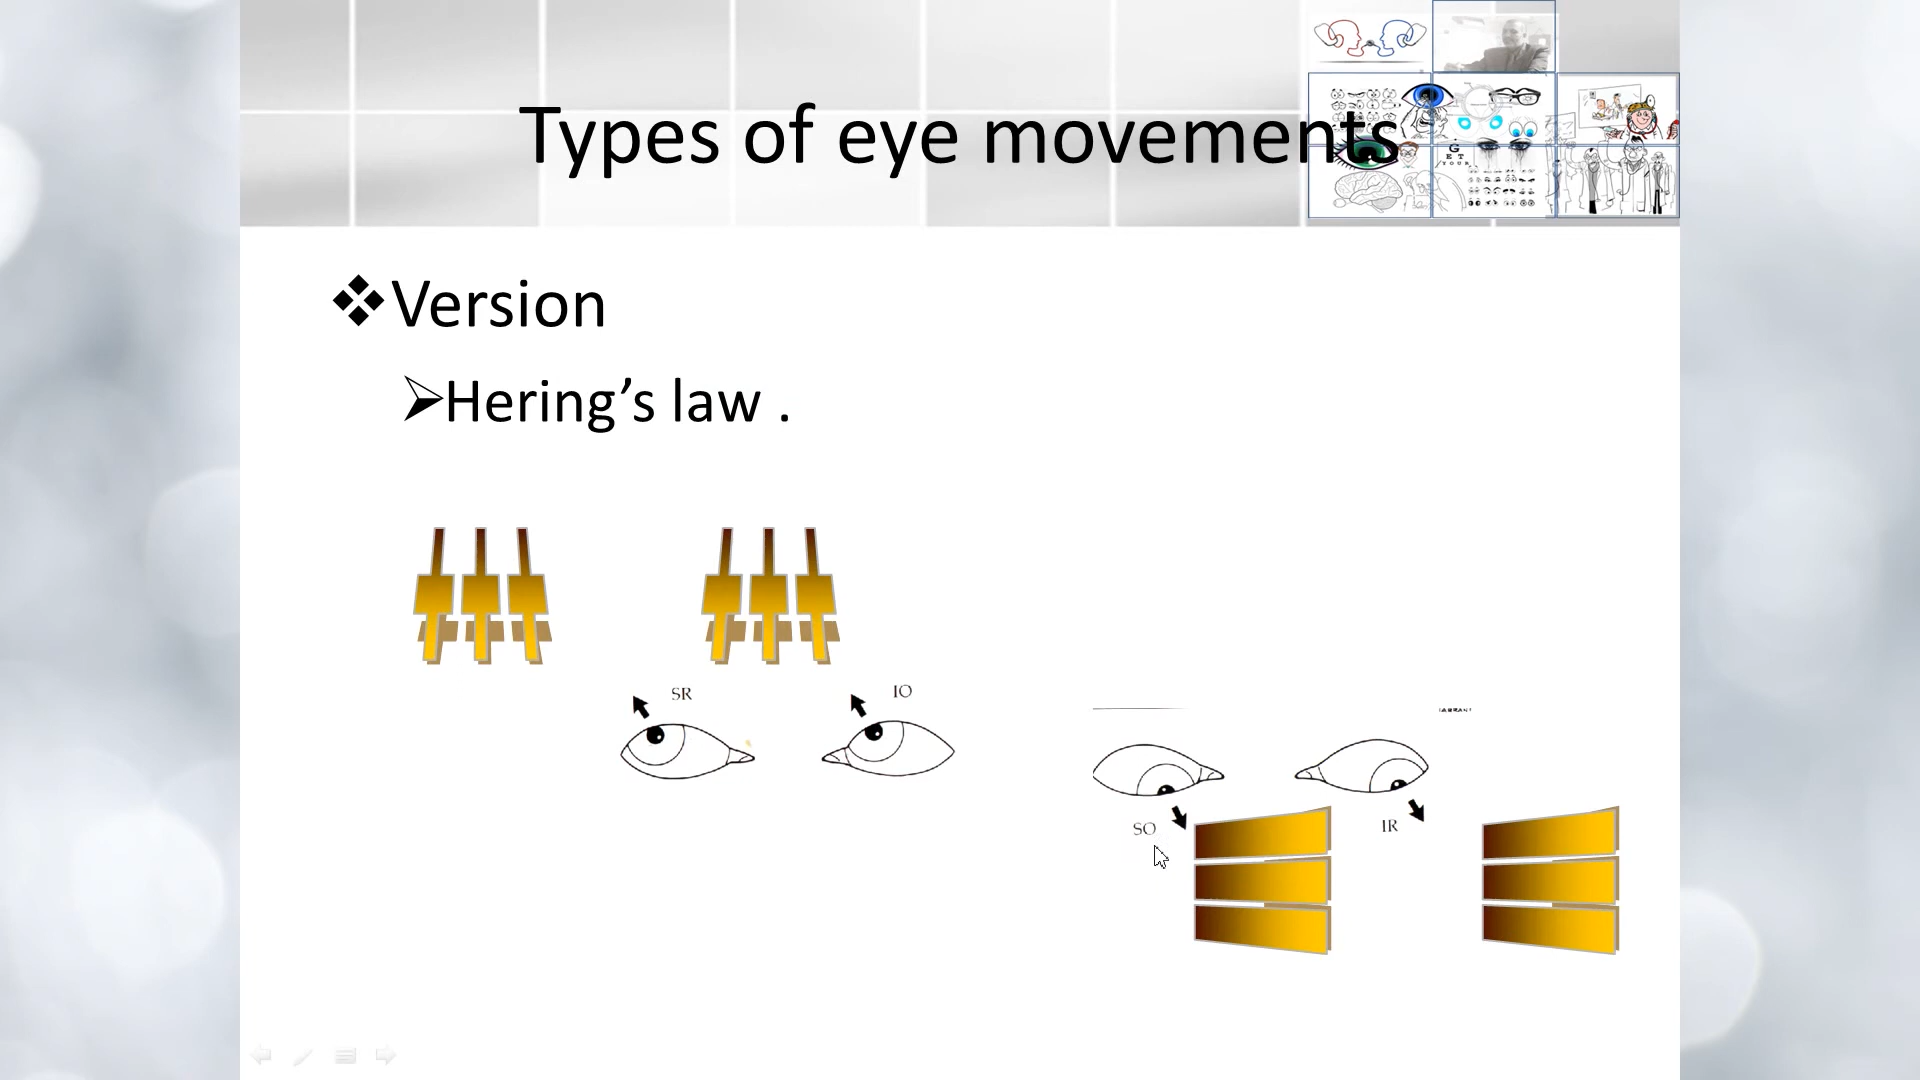 Types of eye movements
Version
Hering’s law .
SR
IO
SO
IR